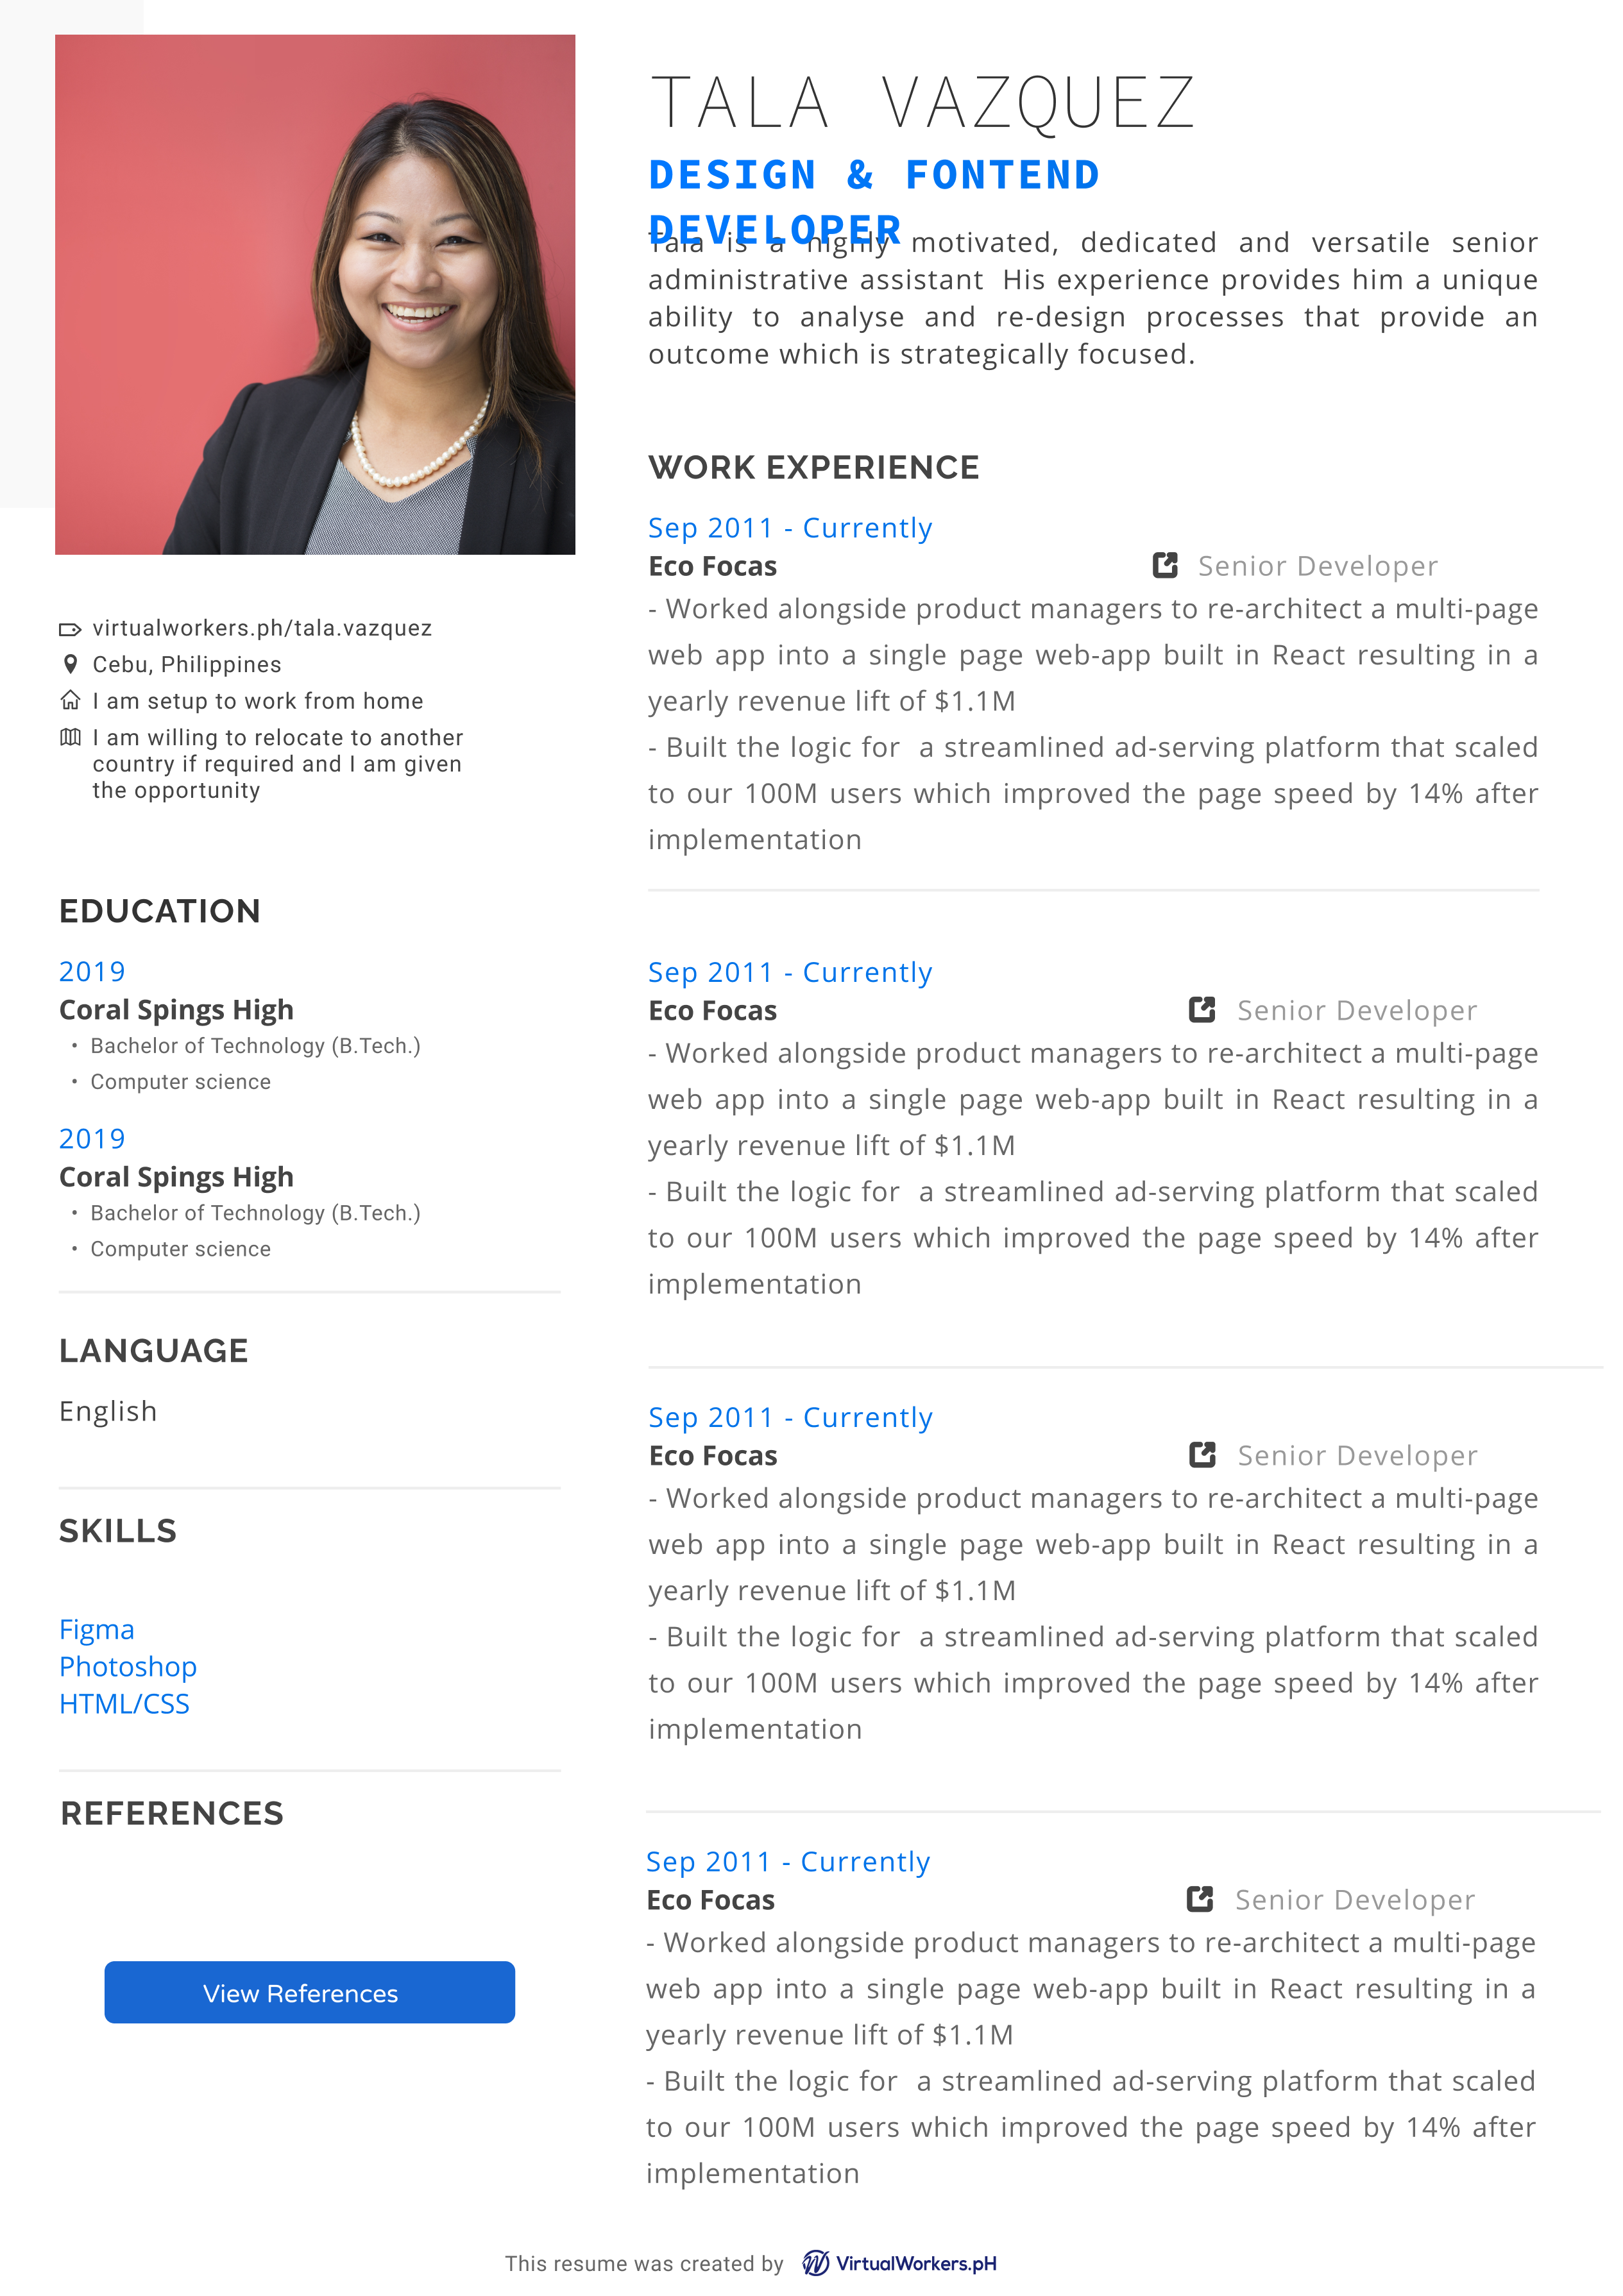 TALA VAZQUEZ
DESIGN & FONTEND
DEVELOPER
Tala is a highly motivated, dedicated and versatile senior
administrative assistant His experience provides him a unique
ability to analyse and re-design processes that provide an
outcome which is strategically focused.
virtualworkers.ph/tala.vazquez
Cebu, Philippines
I am setup to work from home
I am willing to relocate to another
country if required and I am given
the opportunity
EDUCATION
2019
Coral Spings High
• Bachelor of Technology (B.Tech.)
• Computer science
2019
Coral Spings High
• Bachelor of Technology (B.Tech.)
• Computer science
LANGUAGE
English
SKILLS
Figma
Photoshop
HTML/CSS
REFERENCES
View References
WORK EXPERIENCE
Sep 2011 - Currently
Eco Focas Senior Developer
- Worked alongside product managers to re-architect a multi-page
web app into a single page web-app built in React resulting in a
yearly revenue lift of $1.1M
- Built the logic for a streamlined ad-serving platform that scaled
to our 100M users which improved the page speed by 14% after
implementation
Sep 2011 - Currently
Eco Focas Senior Developer
- Worked alongside product managers to re-architect a multi-page
web app into a single page web-app built in React resulting in a
yearly revenue lift of $1.1M
- Built the logic for a streamlined ad-serving platform that scaled
to our 100M users which improved the page speed by 14% after
implementation
Sep 2011 - Currently
Eco Focas Senior Developer
- Worked alongside product managers to re-architect a multi-page
web app into a single page web-app built in React resulting in a
yearly revenue lift of $1.1M
- Built the logic for a streamlined ad-serving platform that scaled
to our 100M users which improved the page speed by 14% after
implementation
Sep 2011 - Currently
Eco Focas Senior Developer
- Worked alongside product managers to re-architect a multi-page
web app into a single page web-app built in React resulting in a
yearly revenue lift of $1.1M
- Built the logic for a streamlined ad-serving platform that scaled
to our 100M users which improved the page speed by 14% after
implementation
This resume was created by VirtualWorkers.pH